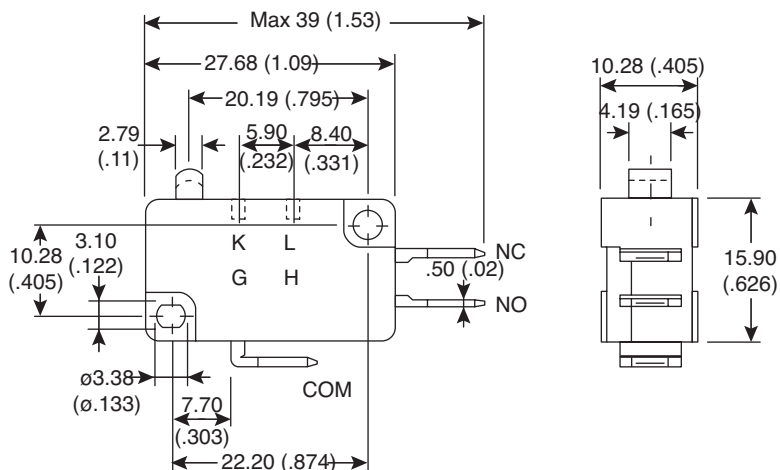 Max 39 (1.53)
27.68 (1.09)
20.19 (.795)
2.79
(.11)
5.90
(.232)
8.40
(.331)
10.28
(.405)
3.10
(.122)
K L
G H
.50 (.02)
NC
NO
COM
ø3.38
(ø.133)
7.70
(.303)
22.20 (.874)
10.28 (.405)
4.19 (.165)
15.90
(.626)